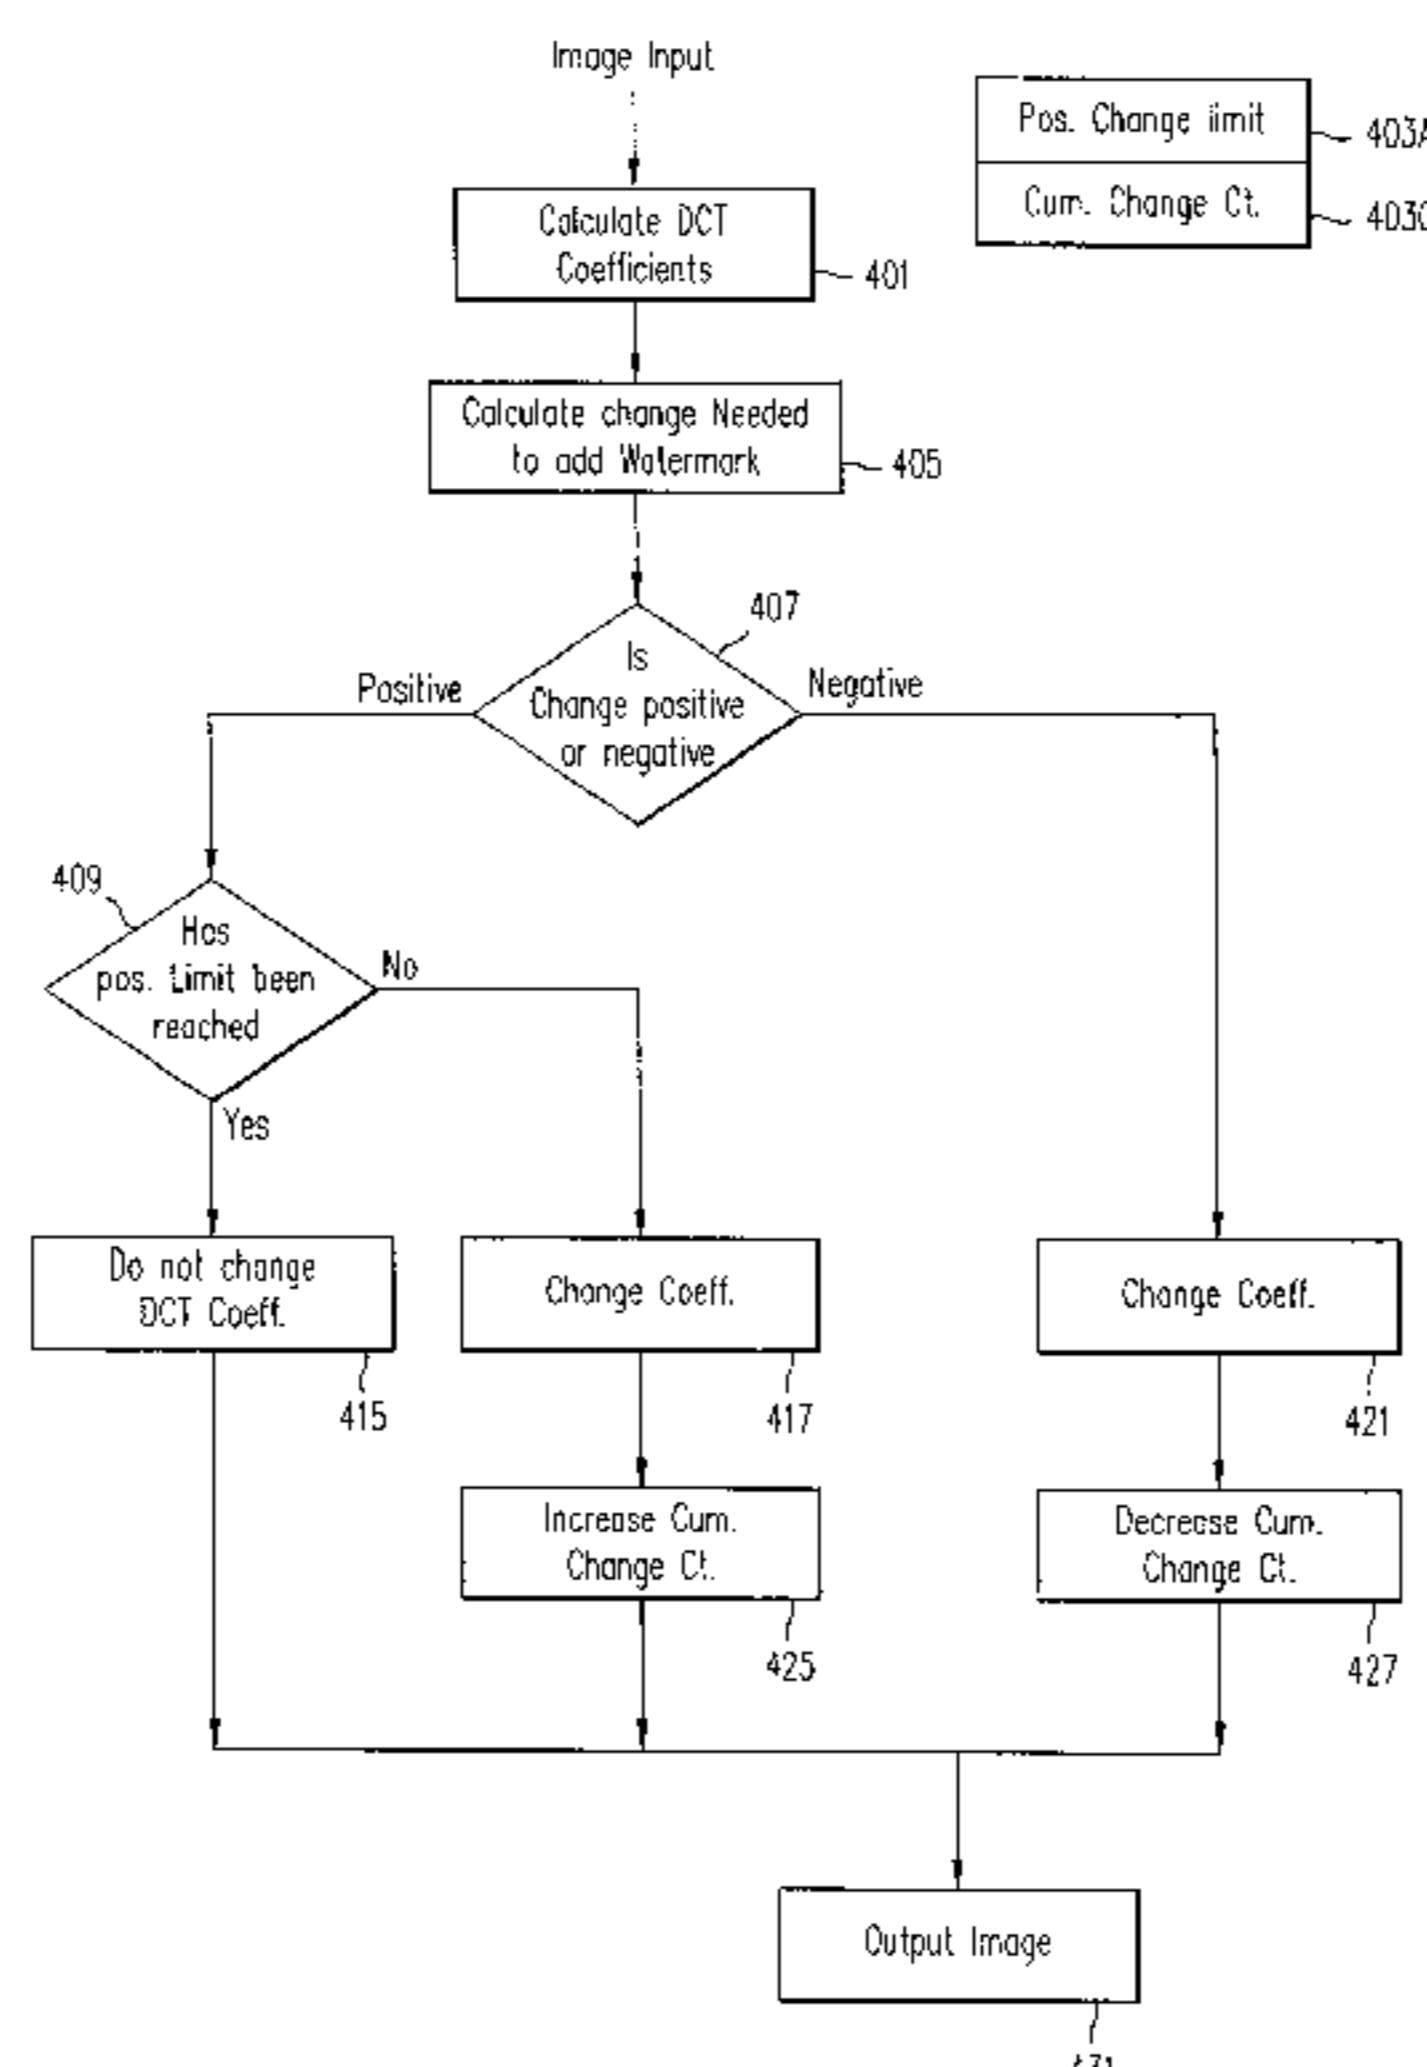 Image Input
Pos. Change limit
403A
Cum. Change Ct.
Calculate DCT
Coefficients
401
Calculate change Needed
to add Watermark
405
407
Is
Change positive
or negative
Positive
Negative
409
Has
pos. Limit been
reached
No
Yes
Do not change
DCT Coeff.
415
Change Coeff.
417
Change Coeff.
421
Increase Cum.
Change Ct.
425
Decrease Cum.
Change Ct.
427
Output Image